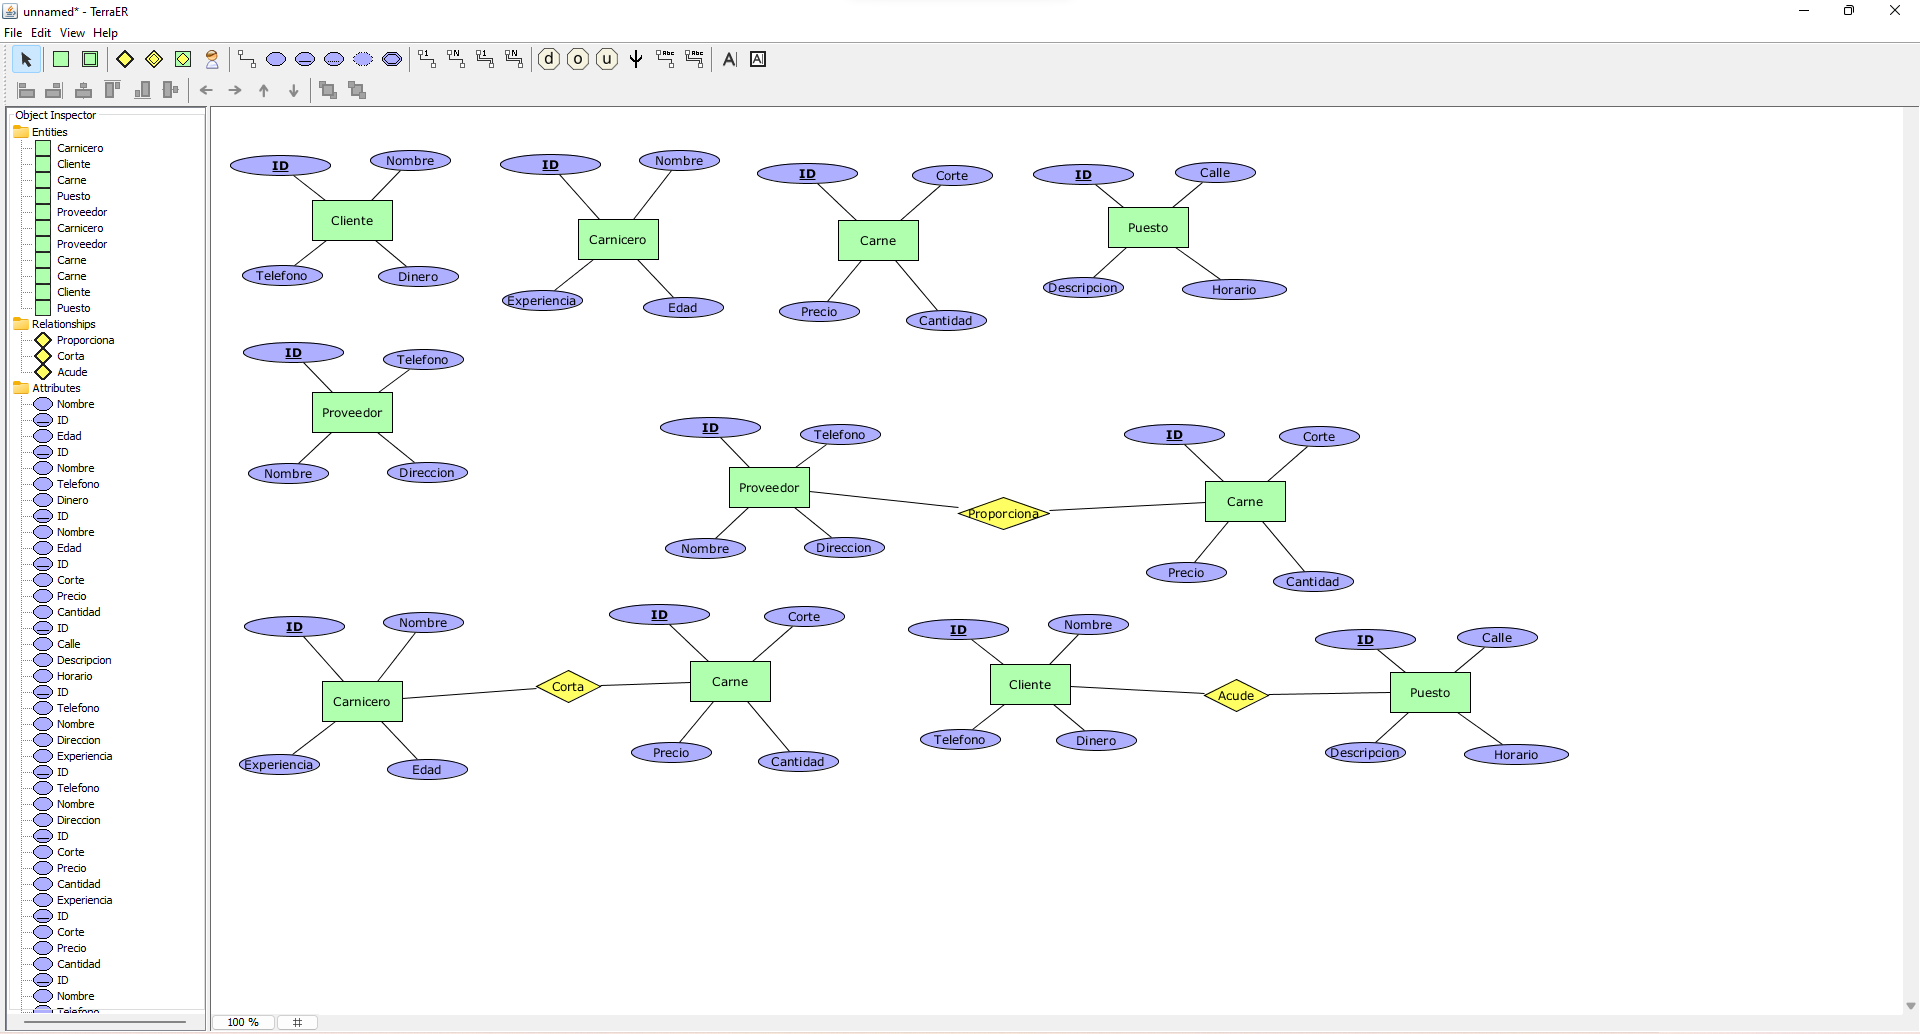 unnamed* - TerraER
File Edit View Help
1 N 1 N d o u Abc Abc A A
Object Inspector
Entities
Carnicero
Cliente
Carne
Puesto
Proveedor
Carnicero
Proveedor
Carne
Carne
Cliente
Puesto
Relationships
Proporciona
Corta
Acude
Attributes
Nombre
ID
Edad
ID
Nombre
Telefono
Dinero
ID
Nombre
Edad
ID
Corte
Precio
Cantidad
ID
Calle
Descripcion
Horario
ID
Telefono
Nombre
Direccion
Experiencia
ID
Telefono
Nombre
Direccion
ID
Corte
Precio
Cantidad
Experiencia
ID
Corte
Precio
Cantidad
ID
Nombre
Telefono
ID
Nombre
Cliente
Telefono
Dinero
ID
Nombre
Carnicero
Experiencia
Edad
ID
Corte
Carne
Precio
Cantidad
ID
Calle
Puesto
Descripcion
Horario
ID
Telefono
Proveedor
Nombre
Direccion
ID
Telefono
Proveedor
Nombre
Direccion
Proporciona
ID
Corte
Carne
Precio
Cantidad
ID
Nombre
Carnicero
Experiencia
Edad
Corta
ID
Corte
Carne
Precio
Cantidad
ID
Nombre
Cliente
Telefono
Dinero
Acude
ID
Calle
Puesto
Descripcion
Horario
100 % #